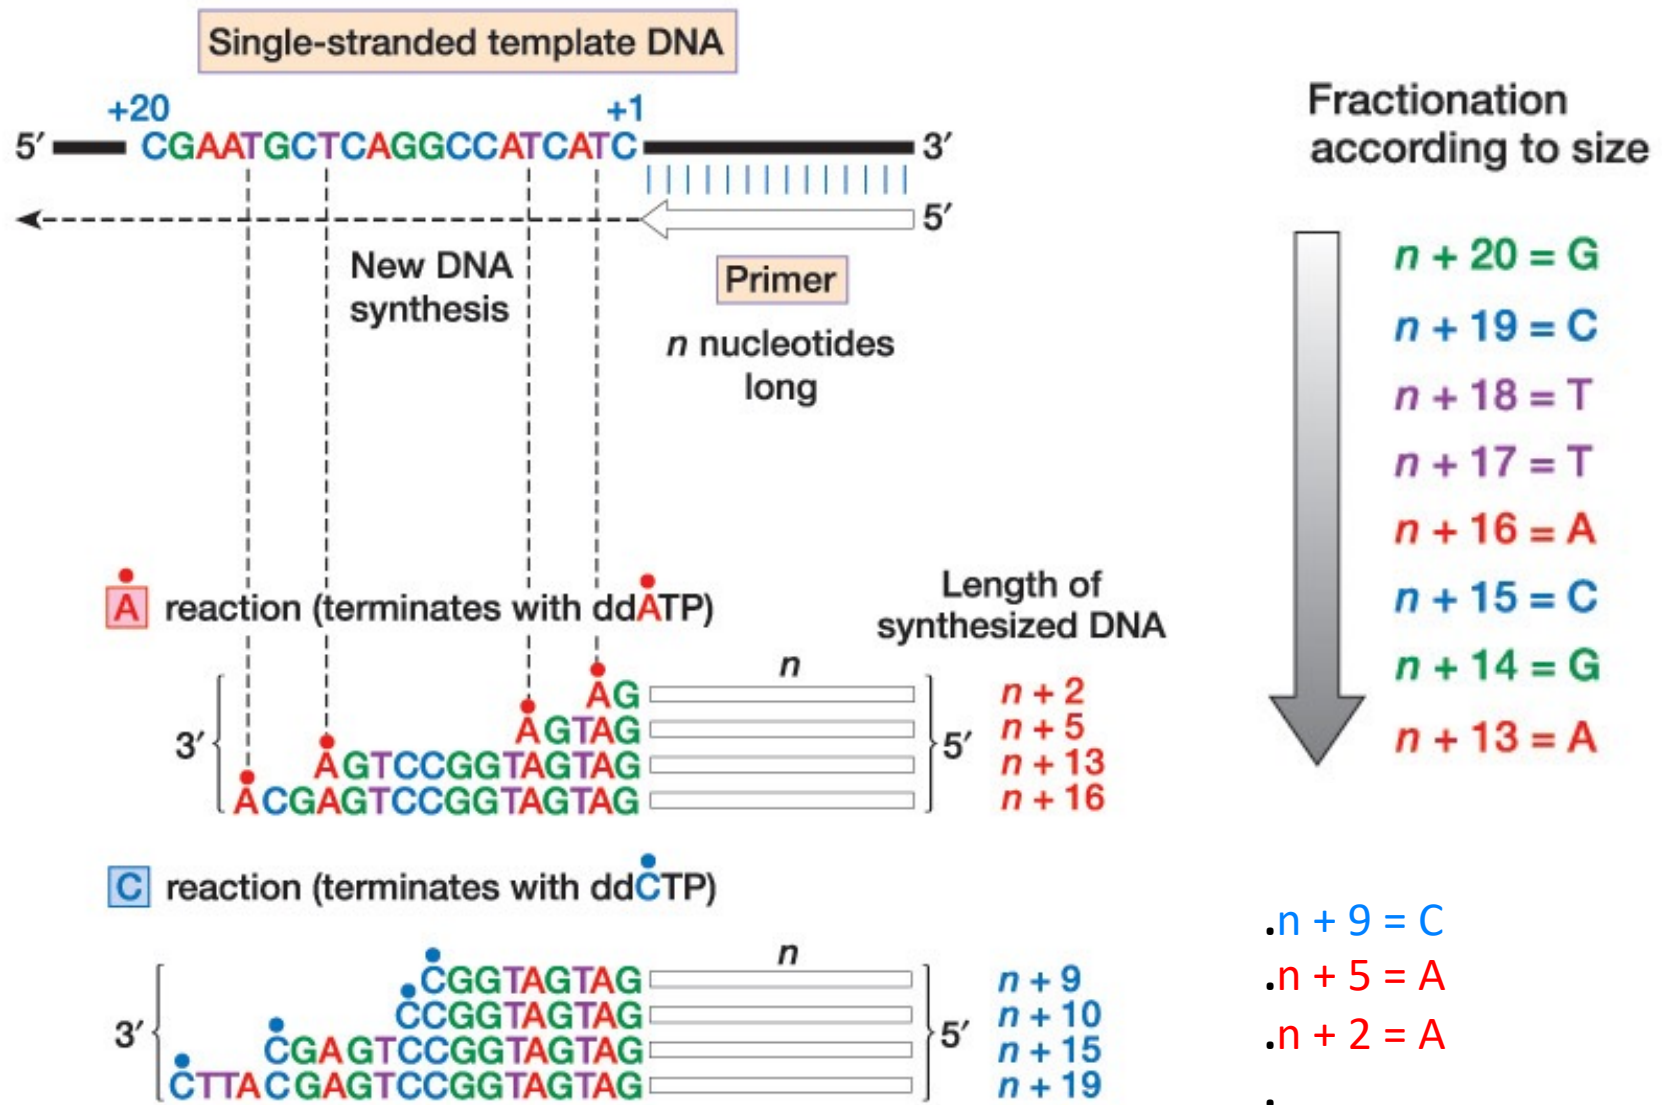 Single-stranded template DNA
+20 +1
5′ CGAATGCTCAGGCCATCATC 3′
5′
New DNA
synthesis
Primer
n nucleotides
long
A reaction (terminates with ddATP)
Length of
synthesized DNA
n
AG n + 2
AGTAG n + 5
3′ 5′
AGTCCGGTAGTAG n + 13
ACGAGTCCGGTAGTAG n + 16
C reaction (terminates with ddCTP)
n
CGGTAGTAG n + 9
CCGGTAGTAG n + 10
3′ 5′
CGAGTCCGGTAGTAG n + 15
CTTACGAGTCCGGTAGTAG n + 19
Fractionation
according to size
n + 20 = G
n + 19 = C
n + 18 = T
n + 17 = T
n + 16 = A
n + 15 = C
n + 14 = G
n + 13 = A
.n + 9 = C
.n + 5 = A
.n + 2 = A
.